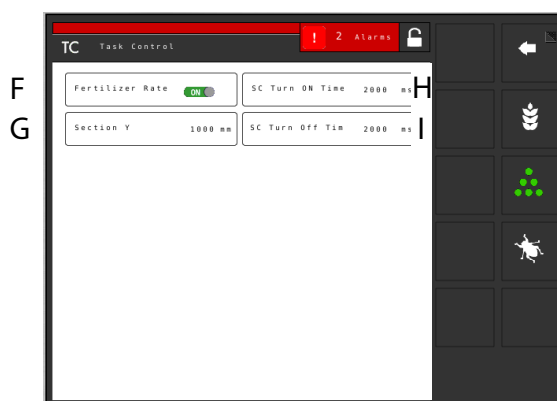 ! 2 Alarms
TC Task Control
F Fertilizer Rate ON SC Turn ON Time 2000 ms H
G Section Y 1000 mm SC Turn Off Tim 2000 ms I